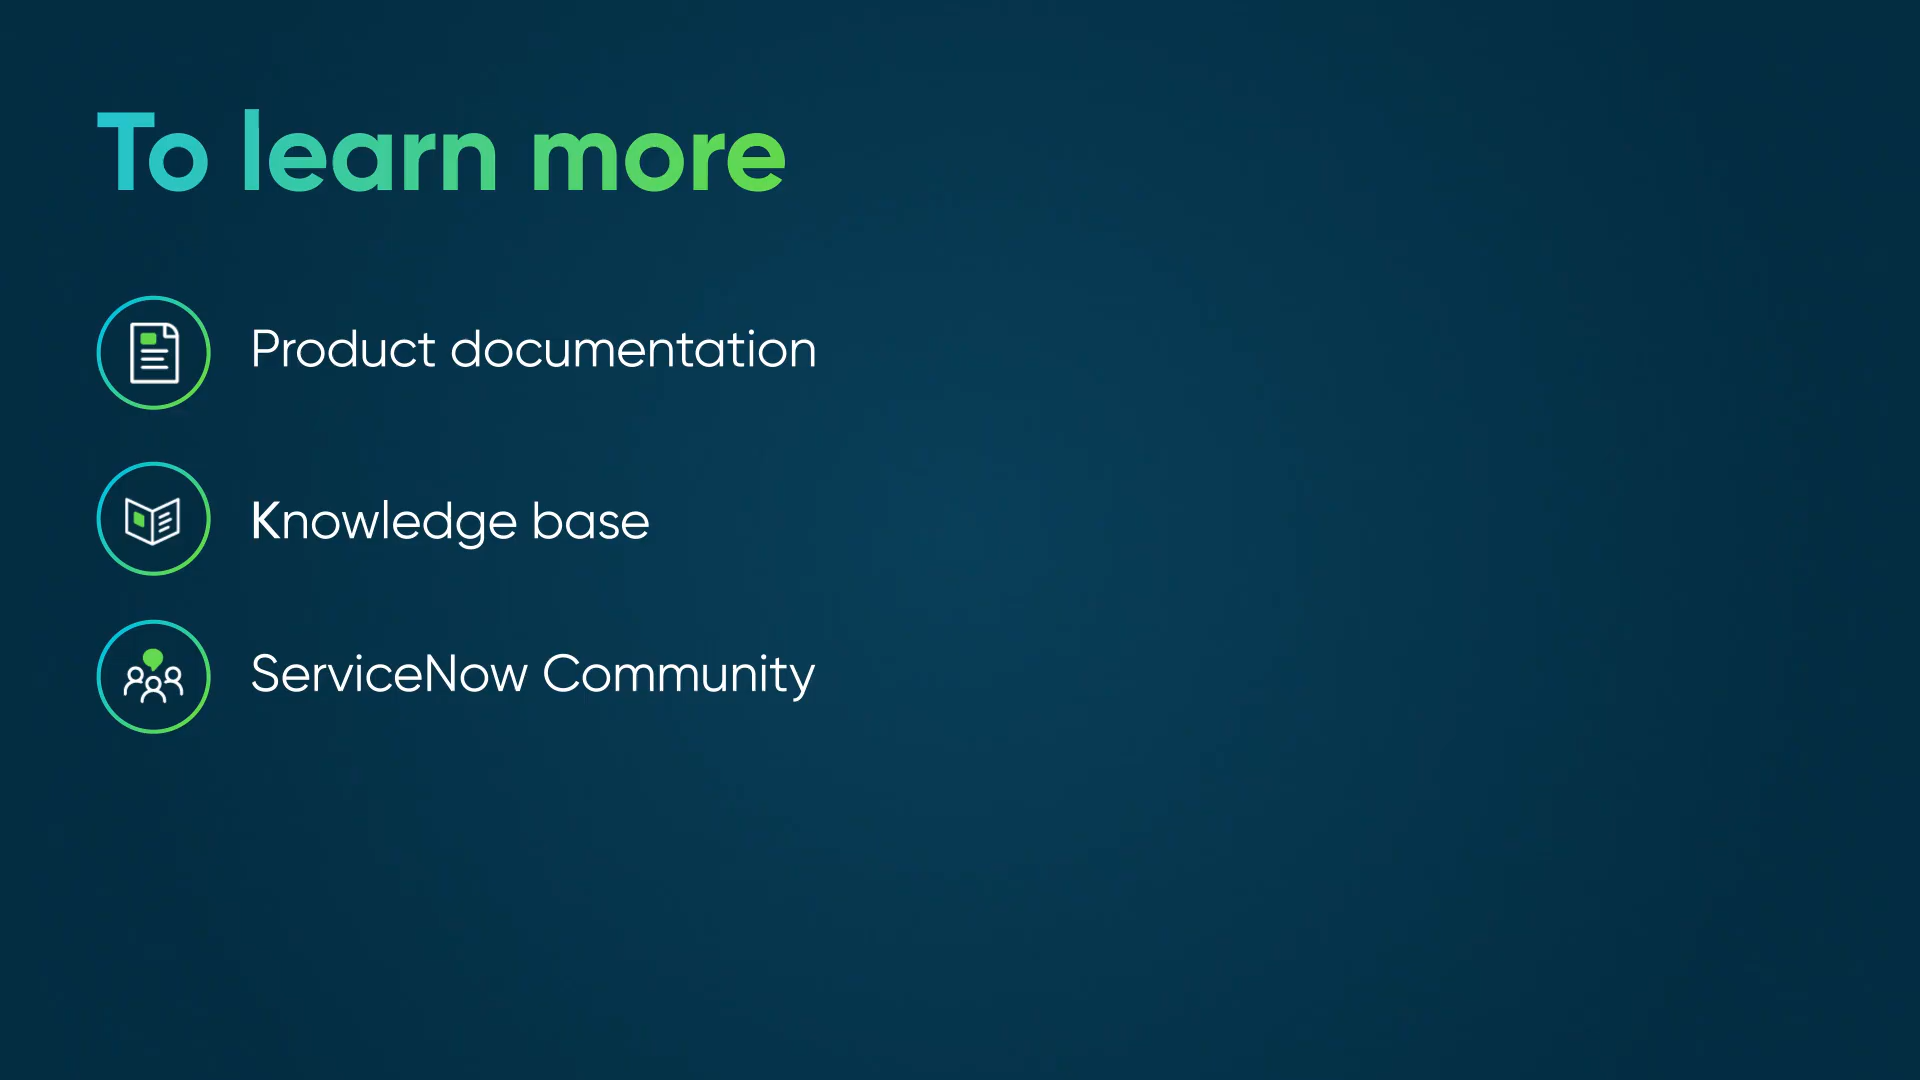 To learn more
Product documentation
Knowledge base
ServiceNow Community